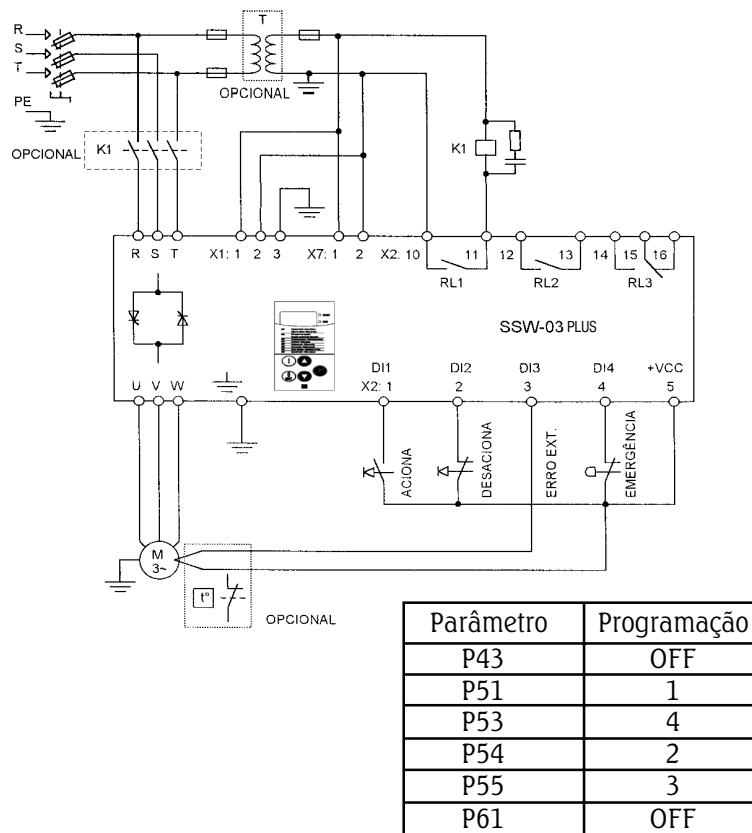 T
R
S
T
OPCIONAL
PE
OPCIONAL
K1
K1
R S T X1: 1 2 3 X7: 1 2 X2: 10 11 12 13 14 15 16
RL1 RL2 RL3
SSW-03 PLUS
DI1 DI2 DI3 DI4 +VCC
U V W X2: 1 2 3 4 5
ACIONA
DESACIONA
ERRO EXT.
EMERGÊNCIA
M
3~
t°
OPCIONAL
Parâmetro Programação
P43 OFF
P51 1
P53 4
P54 2
P55 3
P61 OFF